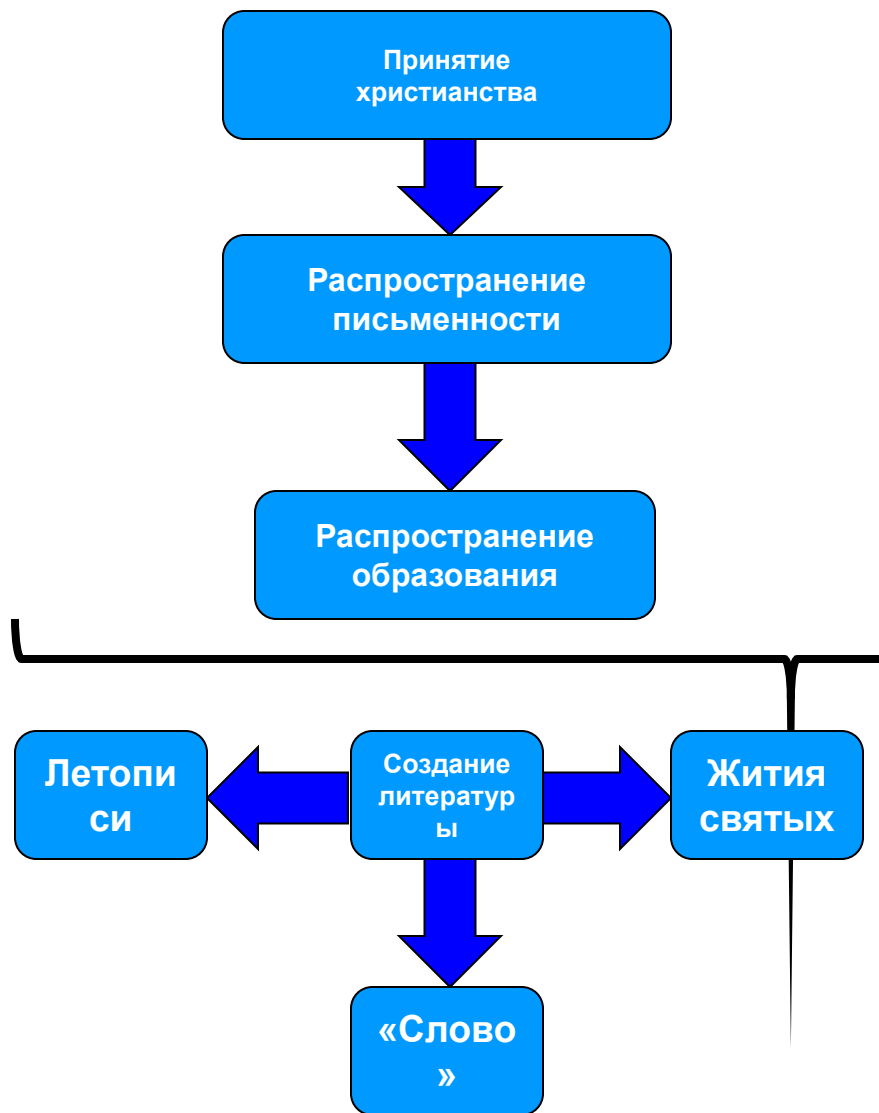 Принятие
христианства
Распространение
письменности
Распространение
образования
Летопи
си
Создание
литератур
ы
Жития
святых
«Слово
»